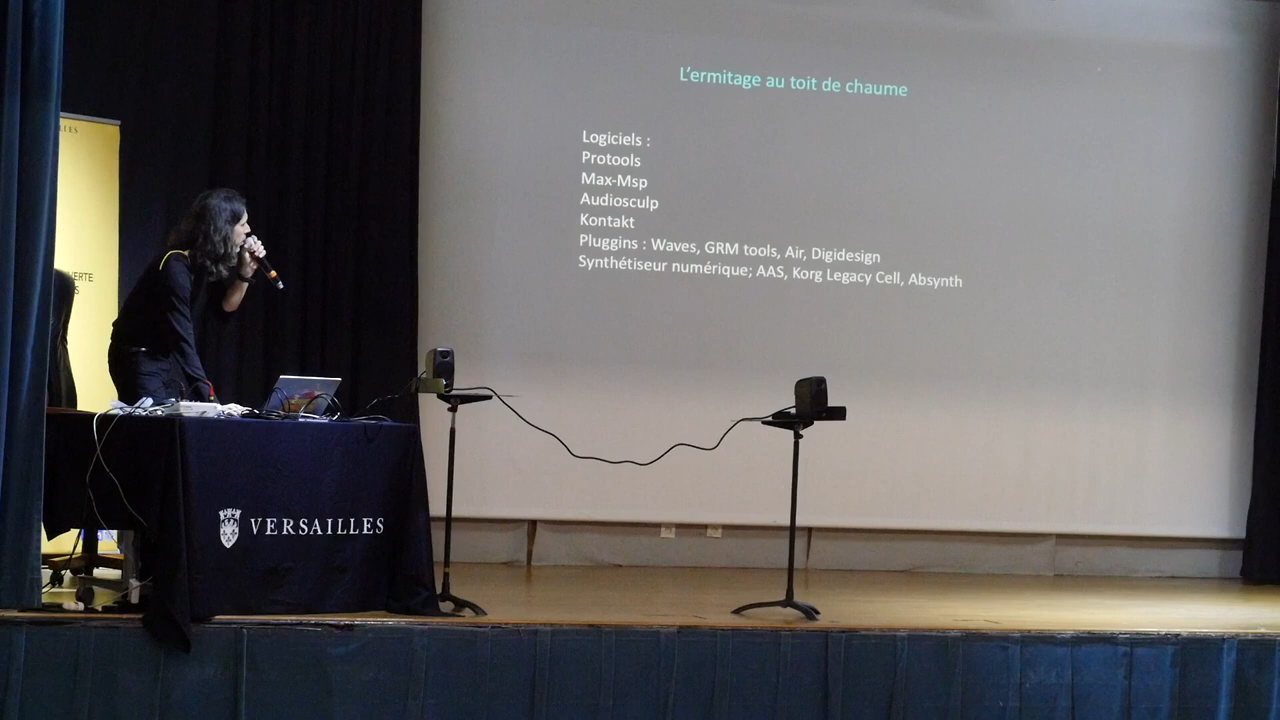 L'ermitage au toit de chaume
Logiciels :
Protools
Max-Msp
Audiosculp
Kontakt
Pluggins : Waves, GRM tools, Air, Digidesign
Synthétiseur numérique; AAS, Korg Legacy Cell, Absynth
VERSAILLES